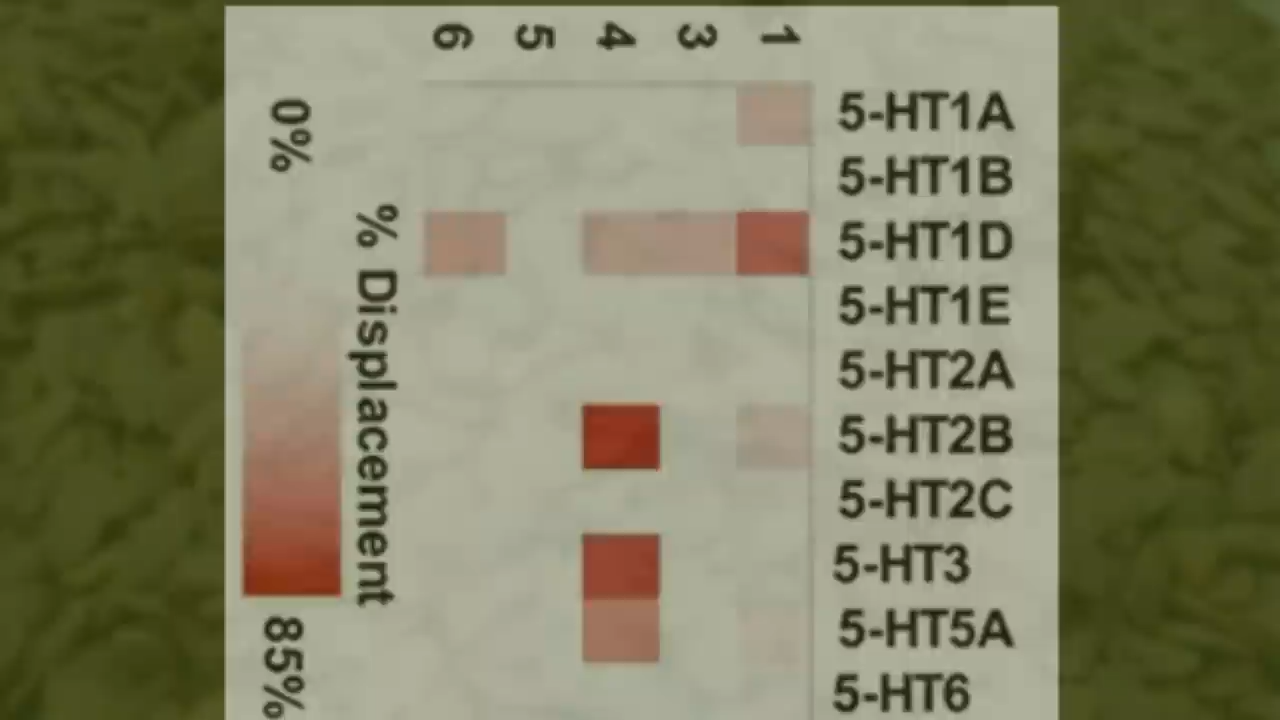 6 5 4 3 1
5-HT1A
5-HT1B
5-HT1D
5-HT1E
5-HT2A
5-HT2B
5-HT2C
5-HT3
5-HT5A
5-HT6
0%
% Displacement
85%